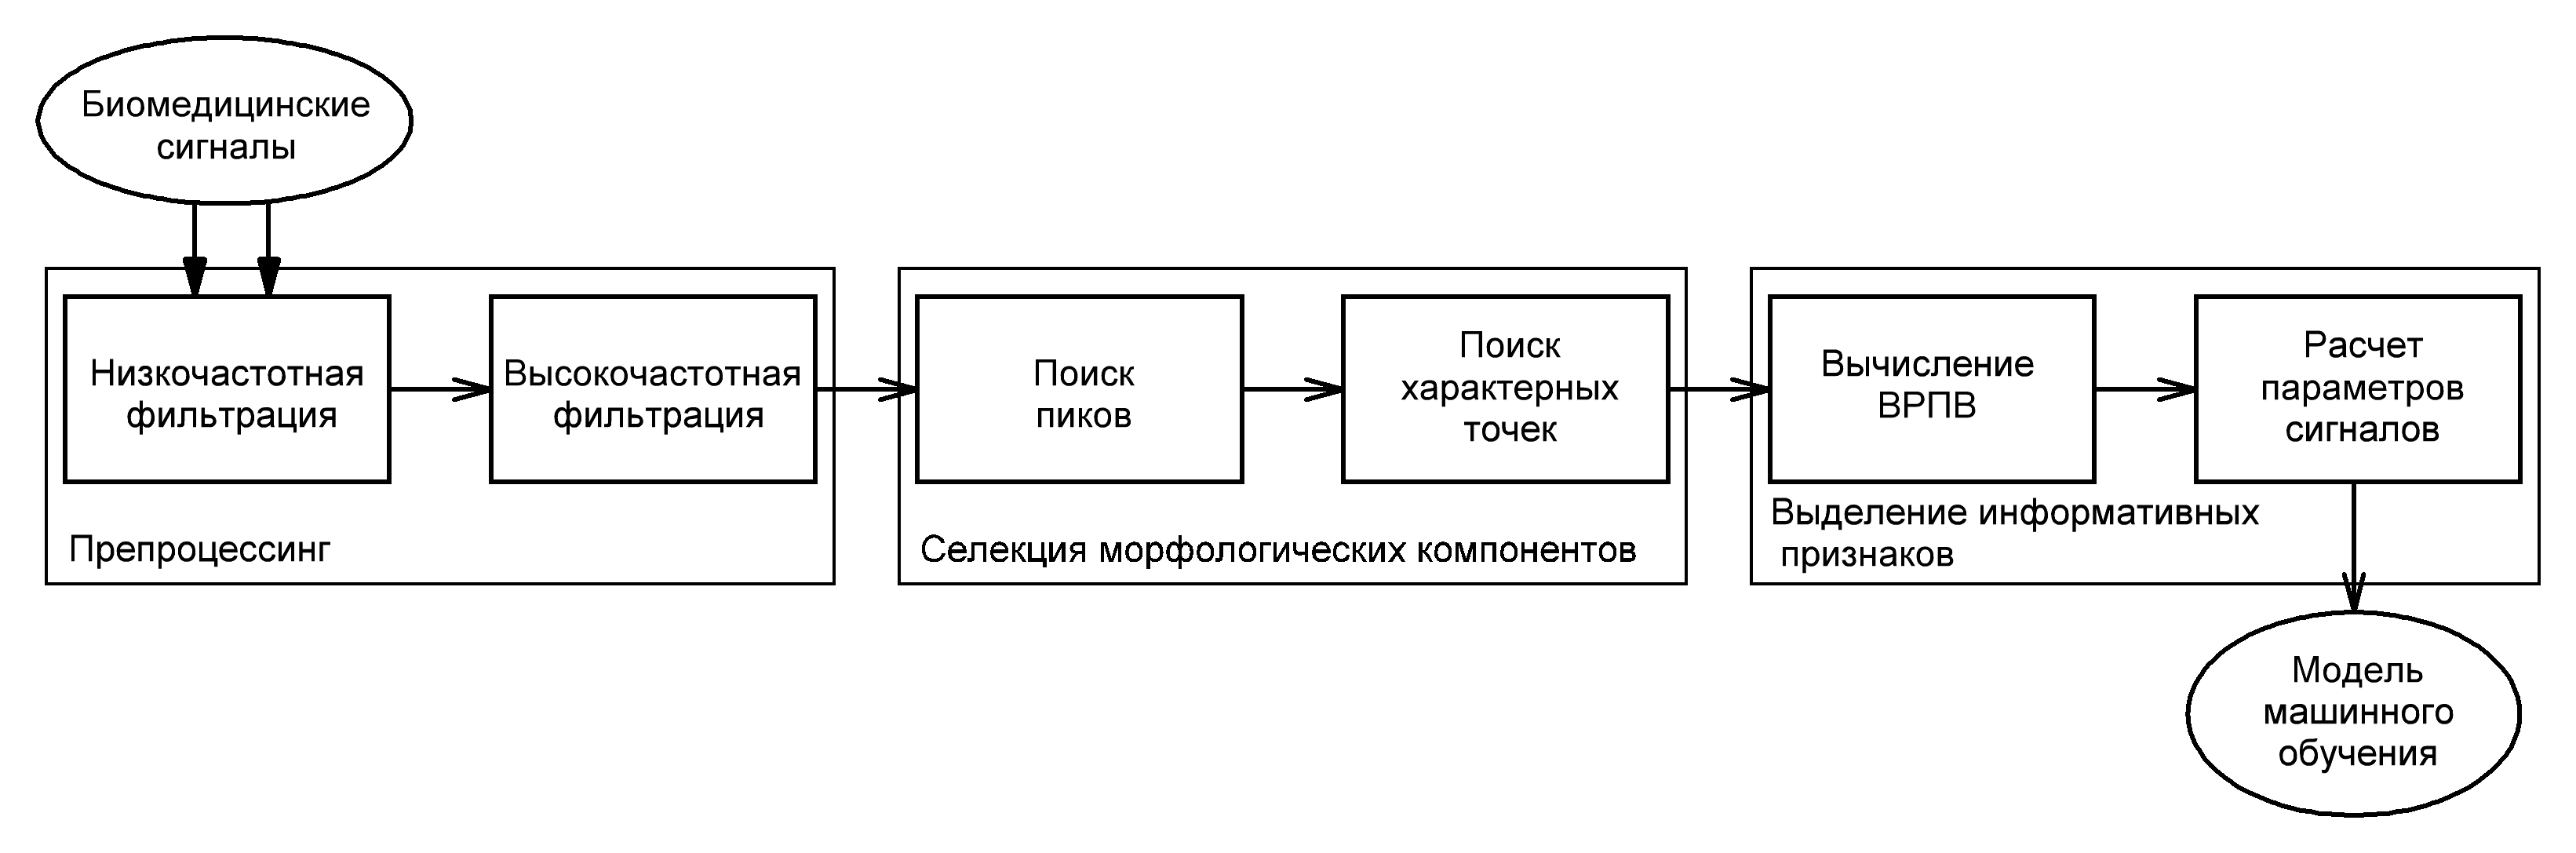 Биомедицинские
сигналы
Низкочастотная
фильтрация
Высокочастотная
фильтрация
Препроцессинг
Поиск
пиков
Поиск
характерных
точек
Селекция морфологических компонентов
Вычисление
ВРПВ
Расчет
параметров
сигналов
Выделение информативных
признаков
Модель
машинного
обучения